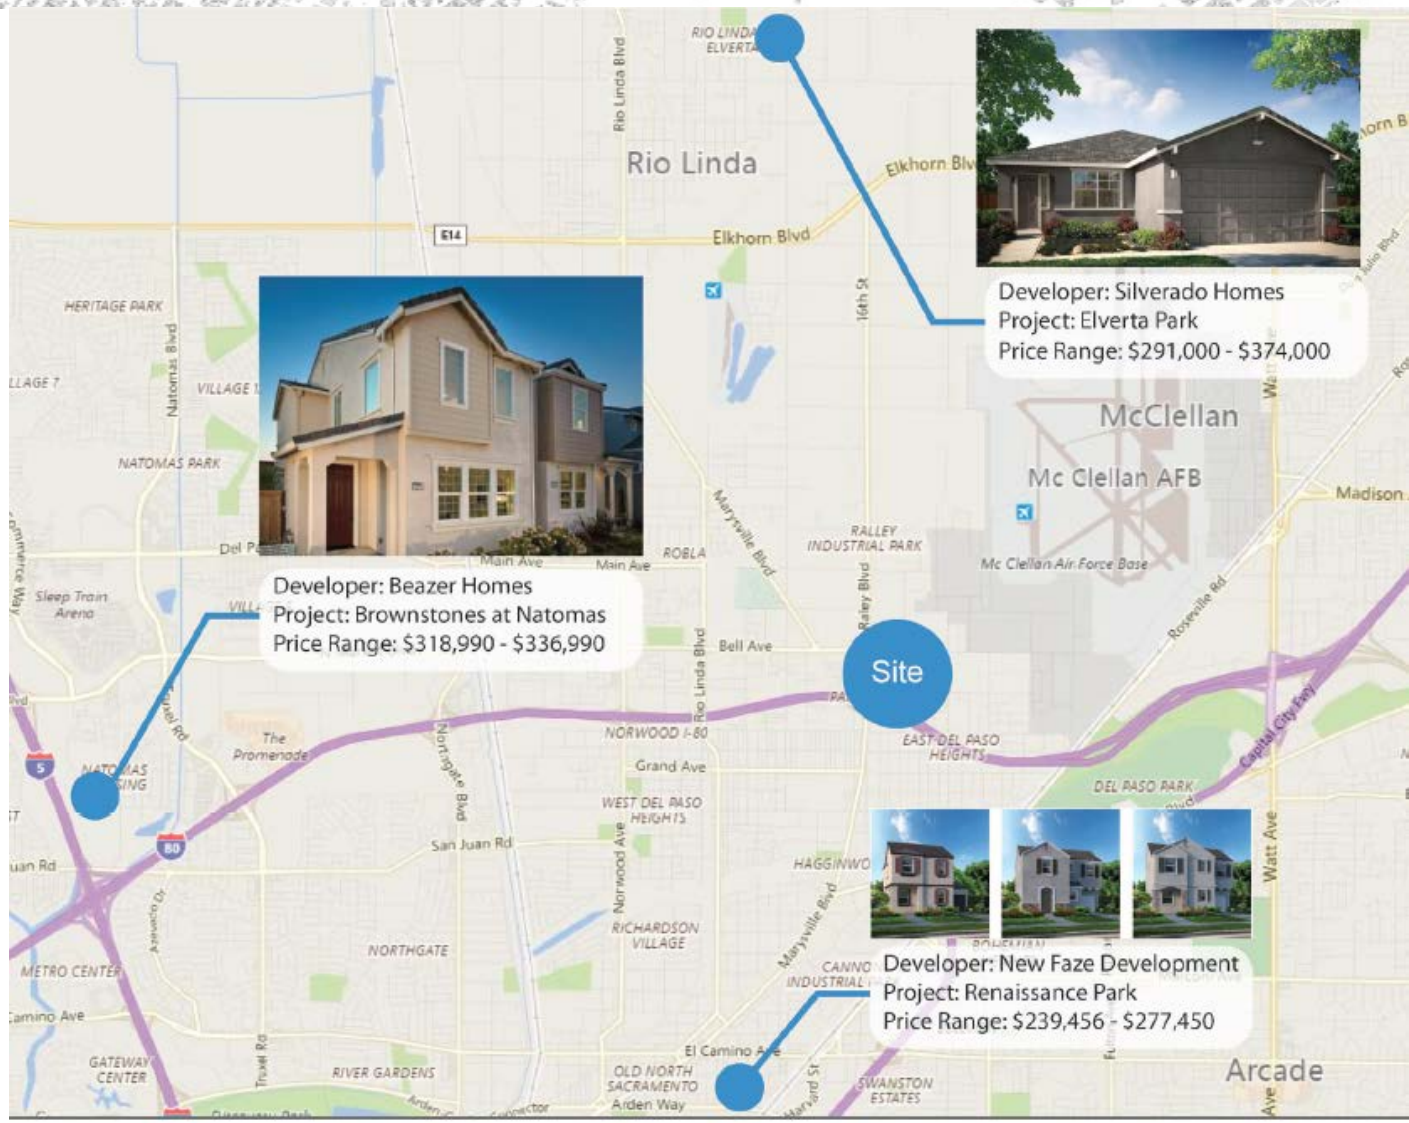 RIO LINDA
ELVERTA
Rio Linda Blvd
Rio Linda
Elkhorn Blvd
E14
Elkhorn Blvd
16th St
Developer: Silverado Homes
Project: Elverta Park
Price Range: $291,000 - $374,000
HERITAGE PARK
Natomas Blvd
VILLAGE
NATOMAS PARK
McClellan
Mc Clellan AFB
Madison
Marysville Blvd
RALLEY
INDUSTRIAL PARK
Mc Clellan Air Force Base
Main Ave
Main Ave
ROBLA
Raley Blvd
Roseville Rd
Sleep Train
Arena
Developer: Beazer Homes
Project: Brownstones at Natomas
Price Range: $318,990 - $336,990
Bell Ave
Rio Linda Blvd
Site
The
Promenade
Northgate Blvd
NORWOOD I-80
EAST DEL PASO
HEIGHTS
Capital City Fwy
5
Grand Ave
DEL PASO PARK
WEST DEL PASO
HEIGHTS
80
San Juan Rd
Norwood Ave
Watt Ave
Marysville Blvd
Azevedo Dr
RICHARDSON
VILLAGE
NORTHGATE
METRO CENTER
Developer: New Faze Development
Project: Renaissance Park
Price Range: $239,456 - $277,450
Truxel Rd
El Camino Ave
GATEWAY
CENTER
RIVER GARDENS
OLD NORTH
SACRAMENTO
Arden Way
Harvard St
SWANSTON
ESTATES
Arcade